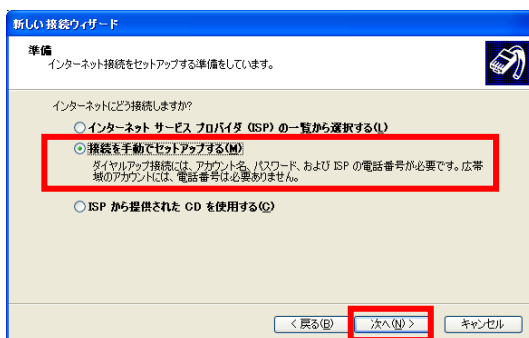 新しい接続ウィザード
準備
インターネット接続をセットアップする準備をしています。
インターネットにどう接続しますか?
インターネット サービス プロバイダ (ISP) の一覧から選択する(L)
接続を手動でセットアップする(M)
ダイヤルアップ接続には、アカウント名、パスワード、および ISP の電話番号が必要です。広帯
域のアカウントには、電話番号は必要ありません。
ISP から提供された CD を使用する(C)
< 戻る(B)
次へ(N) >
キャンセル